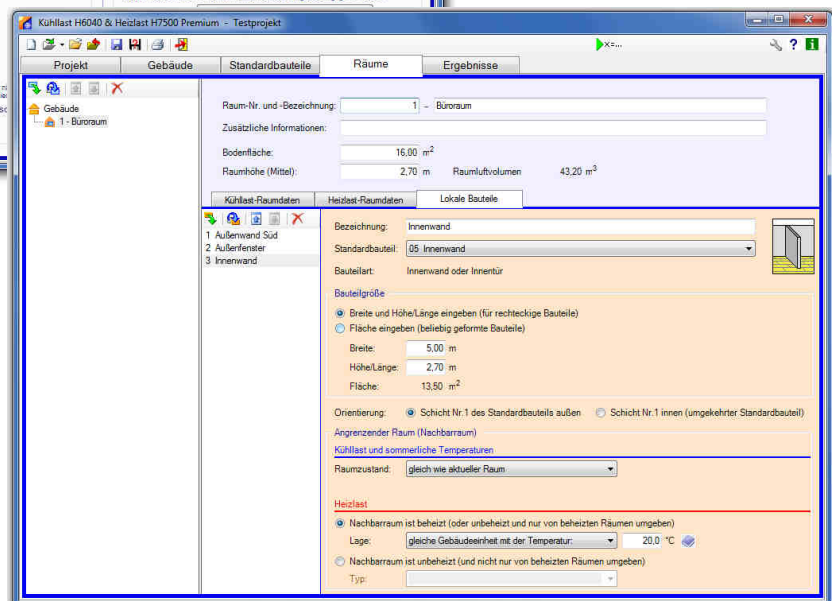 Kühllast H6040 & Heizlast H7500 Premium - Testprojekt
x=...
Projekt Gebäude Standardbauteile Räume Ergebnisse
Gebäude
1 - Büroraum
Raum-Nr. und -Bezeichnung: 1 - Büroraum
Zusätzliche Informationen:
Bodenfläche: 16,00 m²
Raumhöhe (Mittel): 2,70 m Raumluftvolumen 43,20 m³
Kühllast-Raumdaten Heizlast-Raumdaten Lokale Bauteile
1 Außenwand Süd
2 Außenfenster
3 Innenwand
Bezeichnung: Innenwand
Standardbauteil: 05 Innenwand
Bauteilart: Innenwand oder Innentür
Bauteilgröße
Breite und Höhe/Länge eingeben (für rechteckige Bauteile)
Fläche eingeben (beliebig geformte Bauteile)
Breite: 5,00 m
Höhe/Länge: 2,70 m
Fläche: 13,50 m²
Orientierung: Schicht Nr.1 des Standardbauteils außen Schicht Nr.1 innen (umgekehrter Standardbauteil)
Angrenzender Raum (Nachbarraum)
Kühllast und sommerliche Temperaturen
Raumzustand: gleich wie aktueller Raum
Heizlast
Nachbarraum ist beheizt (oder unbeheizt und nur von beheizten Räumen umgeben)
Lage: gleiche Gebäudeeinheit mit der Temperatur: 20,0 °C
Nachbarraum ist unbeheizt (und nicht nur von beheizten Räumen umgeben)
Typ: